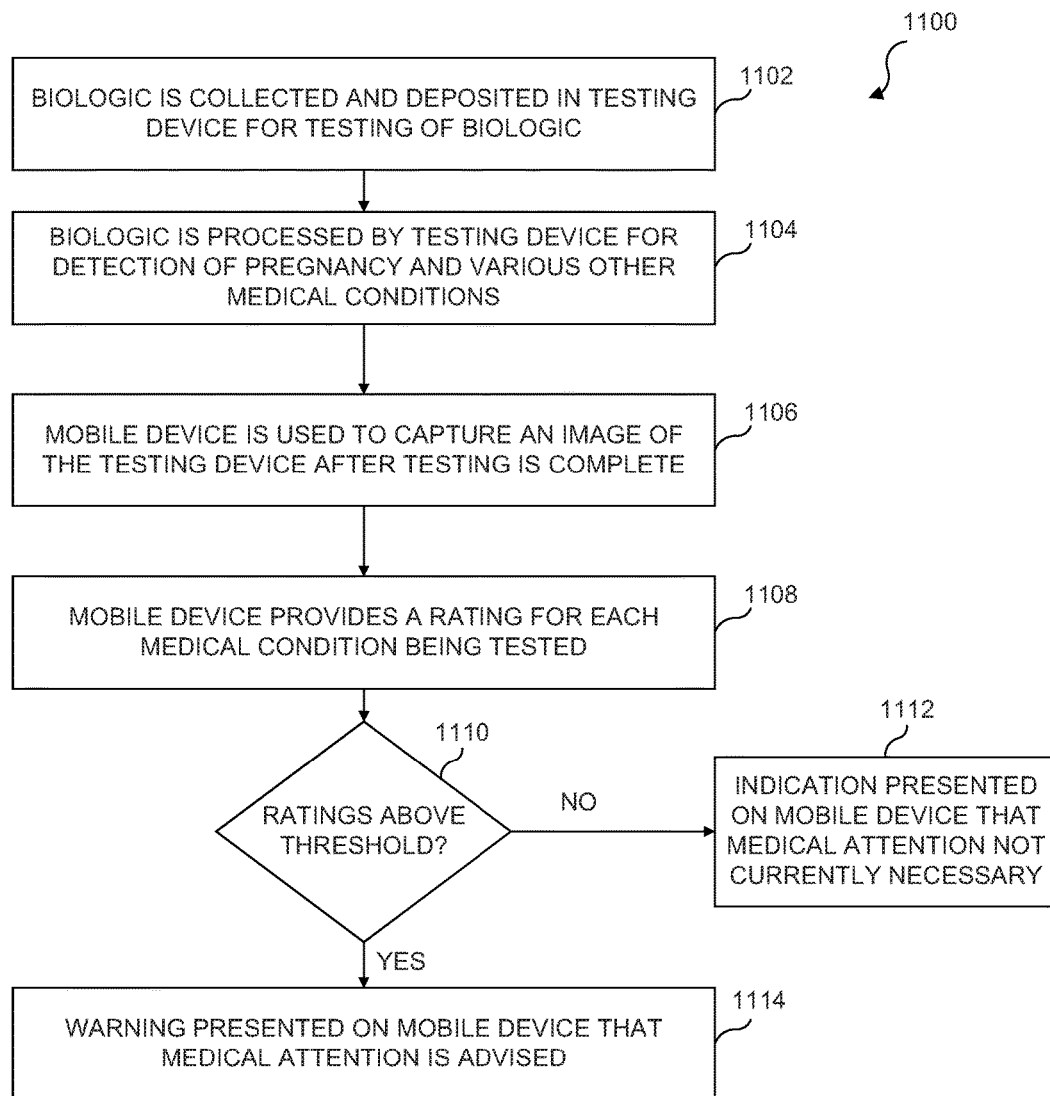 1100
1102
BIOLOGIC IS COLLECTED AND DEPOSITED IN TESTING
DEVICE FOR TESTING OF BIOLOGIC
1104
BIOLOGIC IS PROCESSED BY TESTING DEVICE FOR
DETECTION OF PREGNANCY AND VARIOUS OTHER
MEDICAL CONDITIONS
1106
MOBILE DEVICE IS USED TO CAPTURE AN IMAGE OF
THE TESTING DEVICE AFTER TESTING IS COMPLETE
1108
MOBILE DEVICE PROVIDES A RATING FOR EACH
MEDICAL CONDITION BEING TESTED
1110
RATINGS ABOVE
THRESHOLD?
NO
1112
INDICATION PRESENTED
ON MOBILE DEVICE THAT
MEDICAL ATTENTION NOT
CURRENTLY NECESSARY
YES
1114
WARNING PRESENTED ON MOBILE DEVICE THAT
MEDICAL ATTENTION IS ADVISED